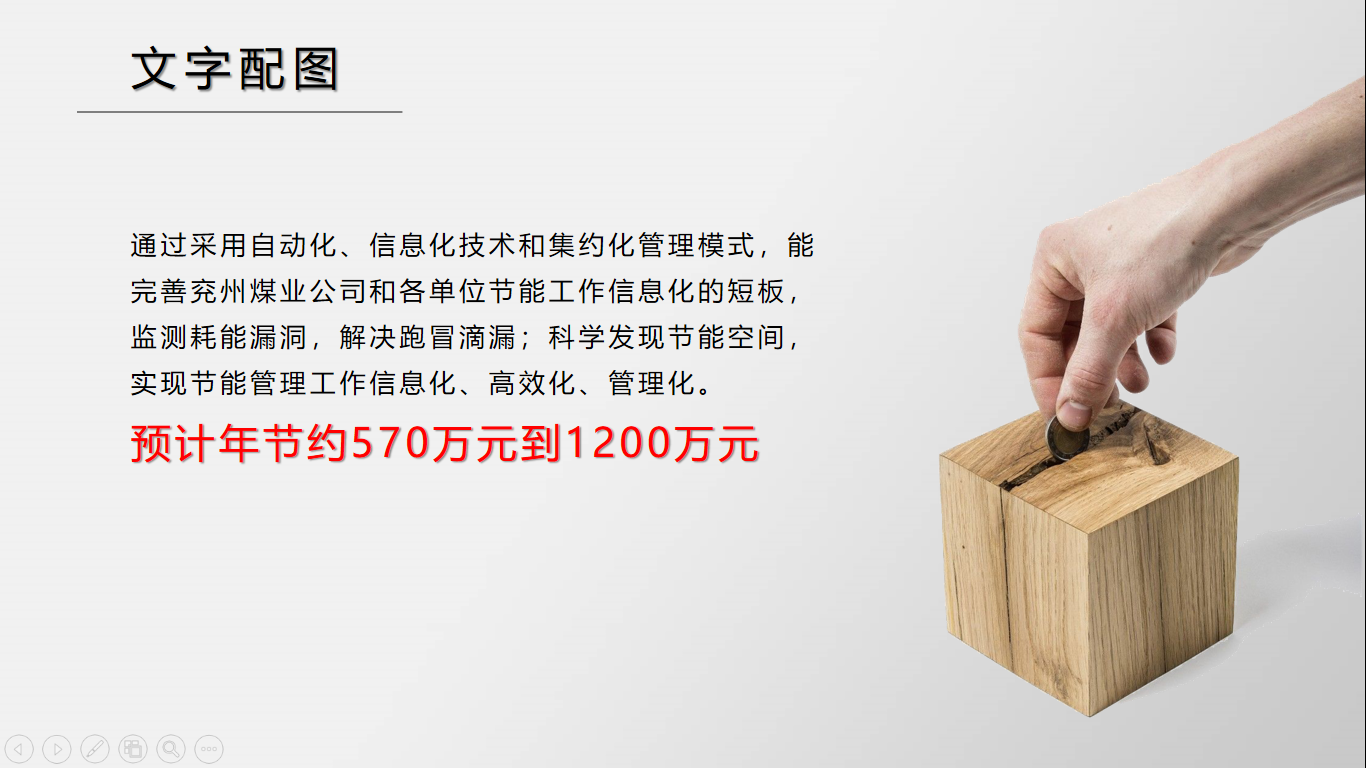 文字配图
通过采用自动化、信息化技术和集约化管理模式，能
完善兖州煤业公司和各单位节能工作信息化的短板，
监测耗能漏洞，解决跑冒滴漏；科学发现节能空间，
实现节能管理工作信息化、高效化、管理化。
预计年节约570万元到1200万元